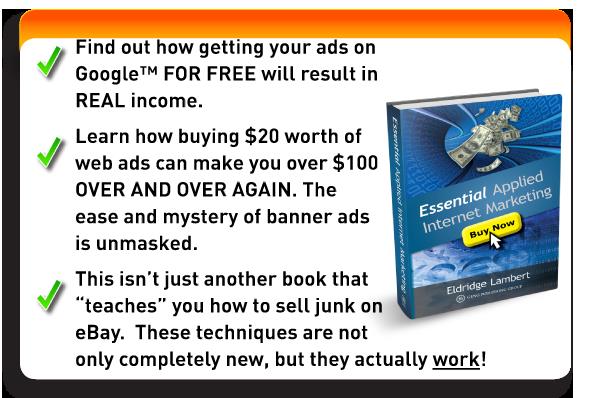 Find out how getting your ads on
Google™ FOR FREE will result in
REAL income.
Learn how buying $20 worth of
web ads can make you over $100
OVER AND OVER AGAIN. The
ease and mystery of banner ads
is unmasked.
This isn't just another book that
“teaches” you how to sell junk on
eBay.  These techniques are not
only completely new, but they actually work!
Essential Applied Internet Marketing
Essential Applied
Internet Marketing
Buy Now
Eldridge Lambert
PUBLISHING GROUP